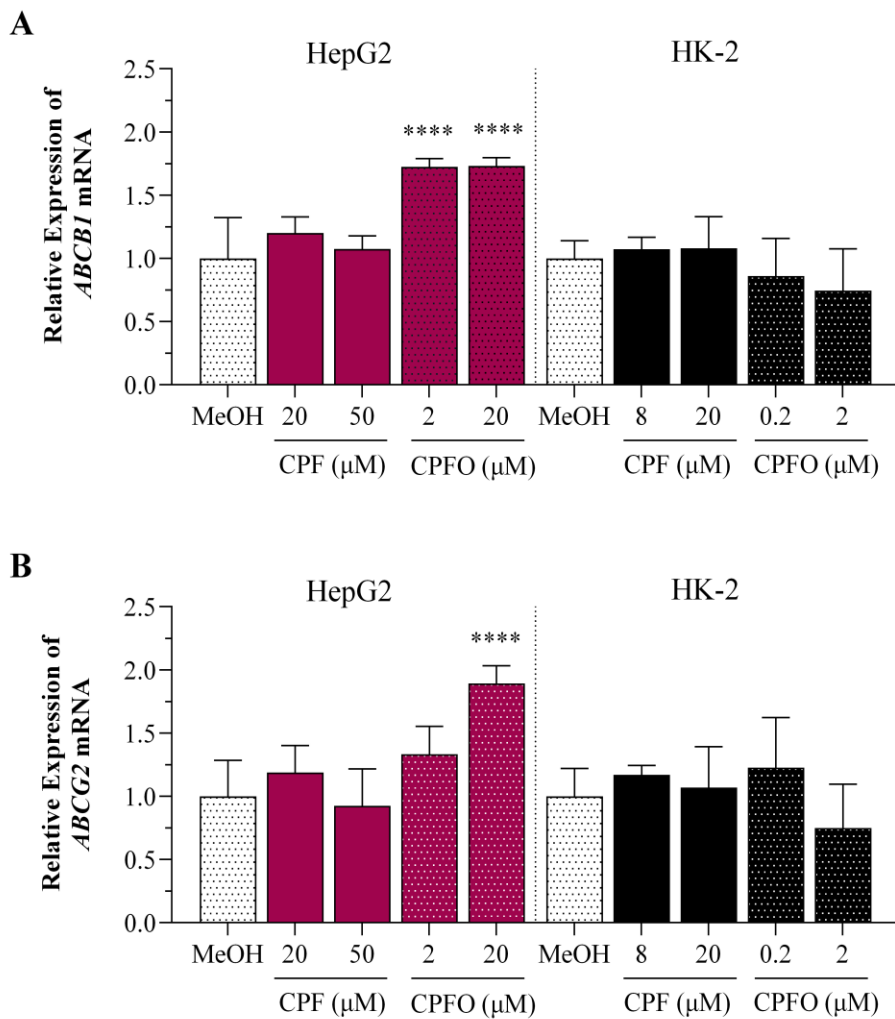 A
HepG2 HK-2
Relative Expression of
ABCB1 mRNA
2.5
2.0
1.5
1.0
0.5
0.0
**** ****
MeOH 20 50 2 20 MeOH 8 20 0.2 2
CPF (μM) CPFO (μM) CPF (μM) CPFO (μM)
B
HepG2 HK-2
Relative Expression of
ABCG2 mRNA
2.5
2.0
1.5
1.0
0.5
0.0
****
MeOH 20 50 2 20 MeOH 8 20 0.2 2
CPF (μM) CPFO (μM) CPF (μM) CPFO (μM)